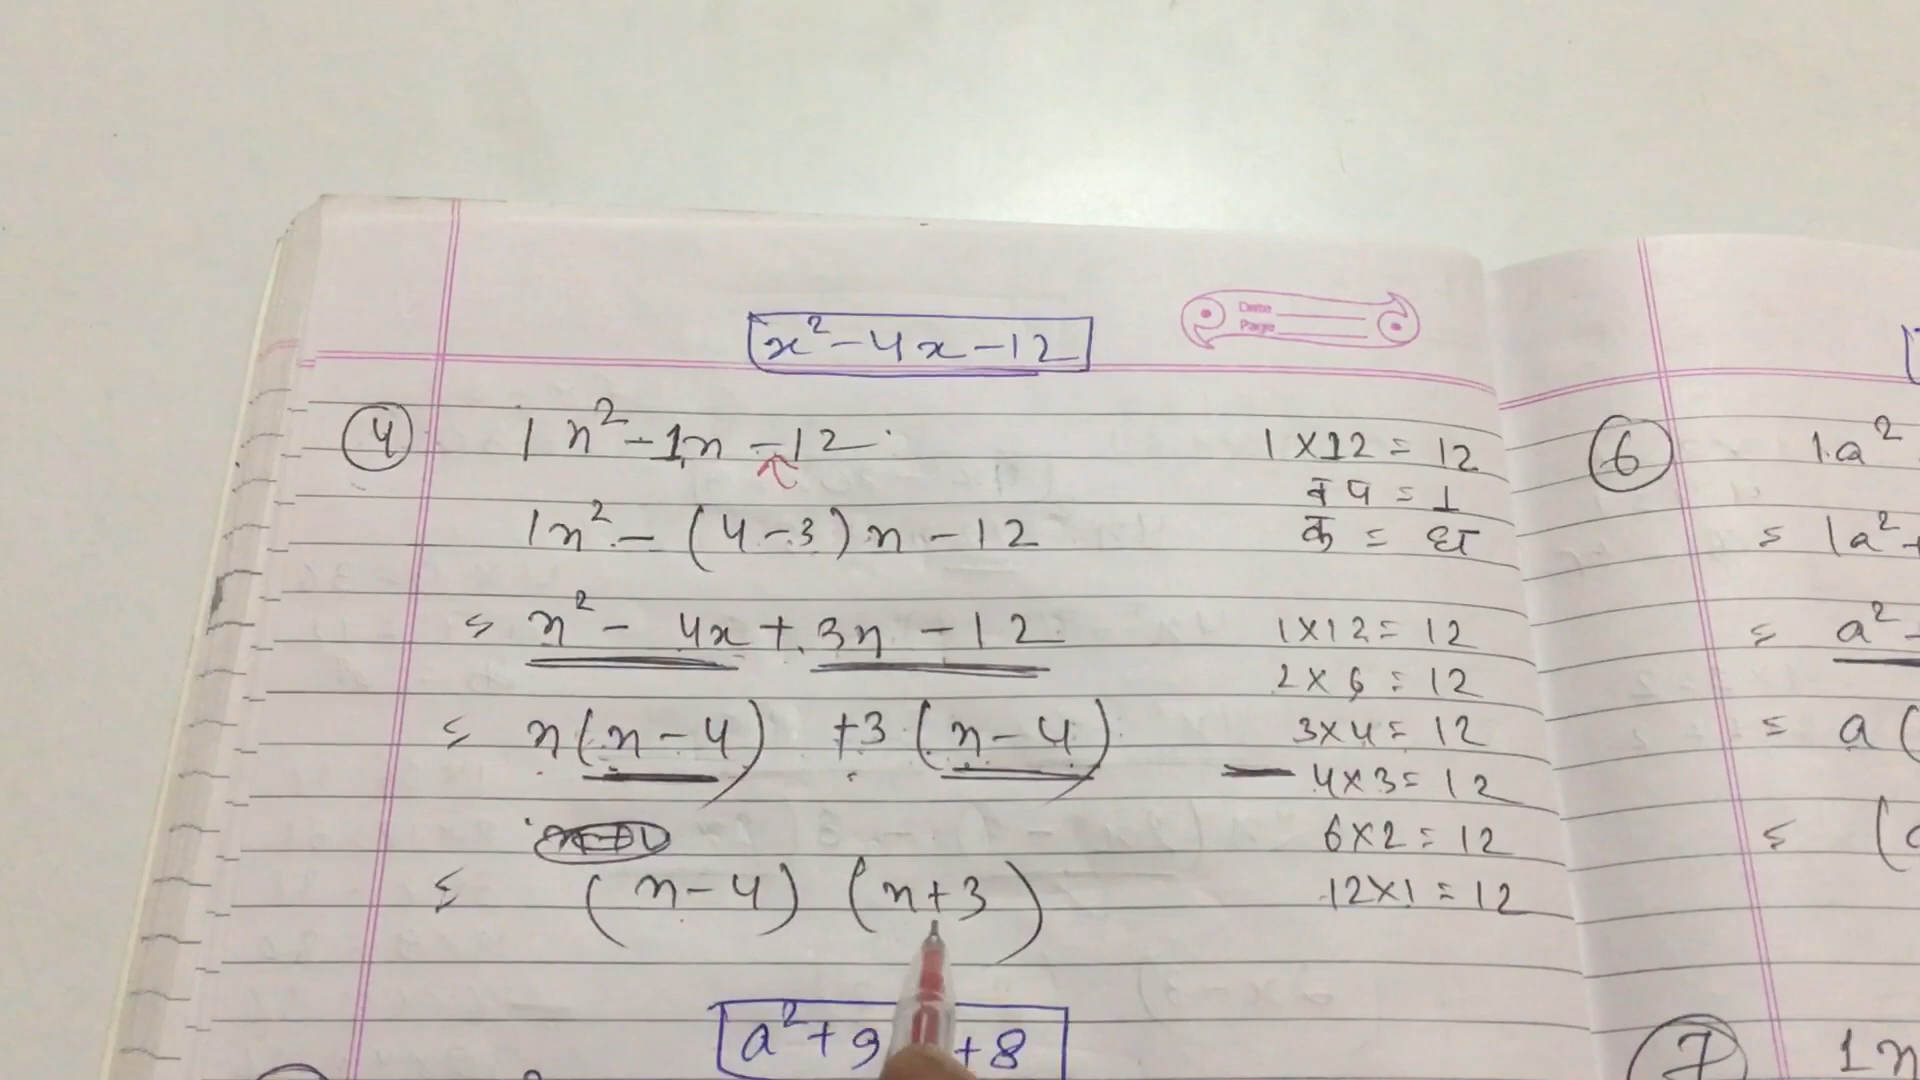 x² - 4x - 12
Date
Page
④ 1x² - 1x - 12
1x² - (4 - 3)x - 12
= x² - 4x + 3x - 12
= x(x - 4) + 3(x - 4)
= (x - 4) (x + 3)
1 × 12 = 12
व प = 1
क = घट
1 × 12 = 12
2 × 6 = 12
3 × 4 = 12
— 4 × 3 = 12
6 × 2 = 12
12 × 1 = 12
a² + 9 + 8
⑥ 1a²
= 1a² +
= a² -
= a (
= (
⑦ 1x